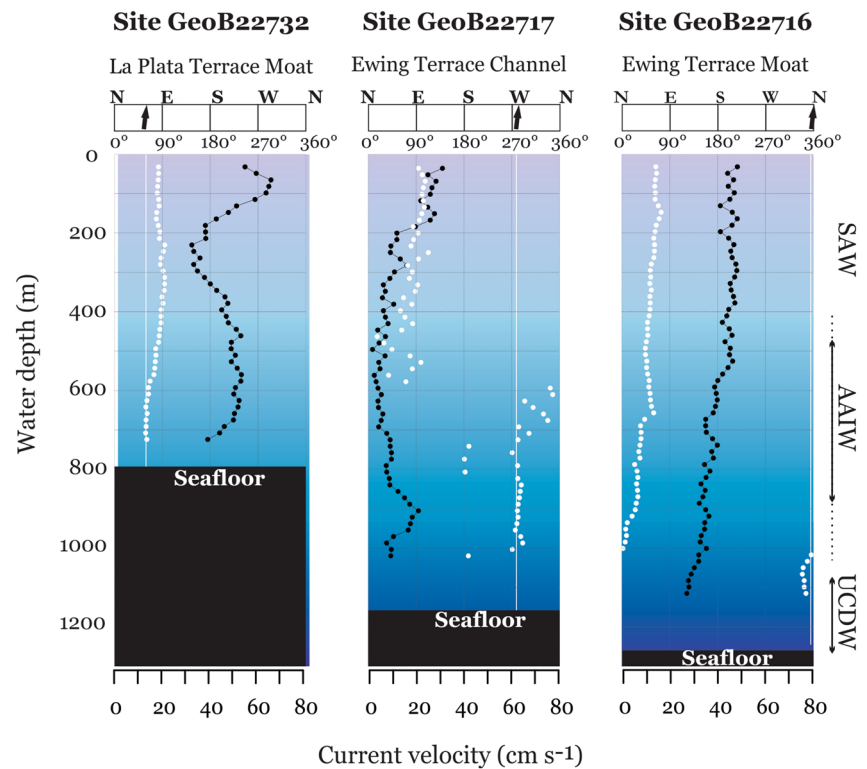 Site GeoB22732 Site GeoB22717 Site GeoB22716
La Plata Terrace Moat Ewing Terrace Channel Ewing Terrace Moat
N E S W N N E S W N N E S W N
0° 90° 180° 270° 360° 0° 90° 180° 270° 360° 0° 90° 180° 270° 360°
0
200
400
600
800
1000
1200
Water depth (m)
Seafloor
Seafloor
Seafloor
SAW
AAIW
UCDW
0 20 40 60 80 0 20 40 60 80 0 20 40 60 80
Current velocity (cm s-1)